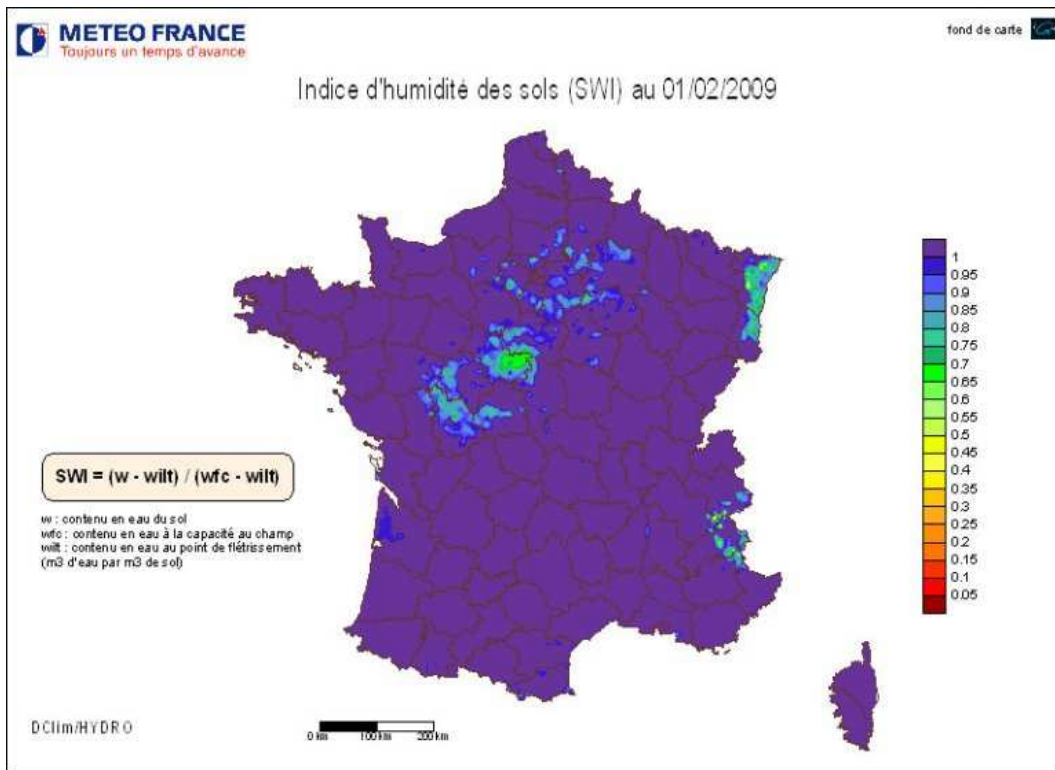 METEO FRANCE
Toujours un temps d'avance
fond de carte
Indice d'humidité des sols (SWI) au 01/02/2009
1
0.95
0.9
0.85
0.8
0.75
0.7
0.65
0.6
0.55
0.5
0.45
0.4
0.35
0.3
0.25
0.2
0.15
0.1
0.05
SWI = (w - wilt) / (wfc - wilt)
w : contenu en eau du sol
wfc : contenu en eau à la capacité au champ
wilt : contenu en eau au point de flétrissement
(m3 d'eau par m3 de sol)
DClim/HYDRO
0 km 100 km 200 km